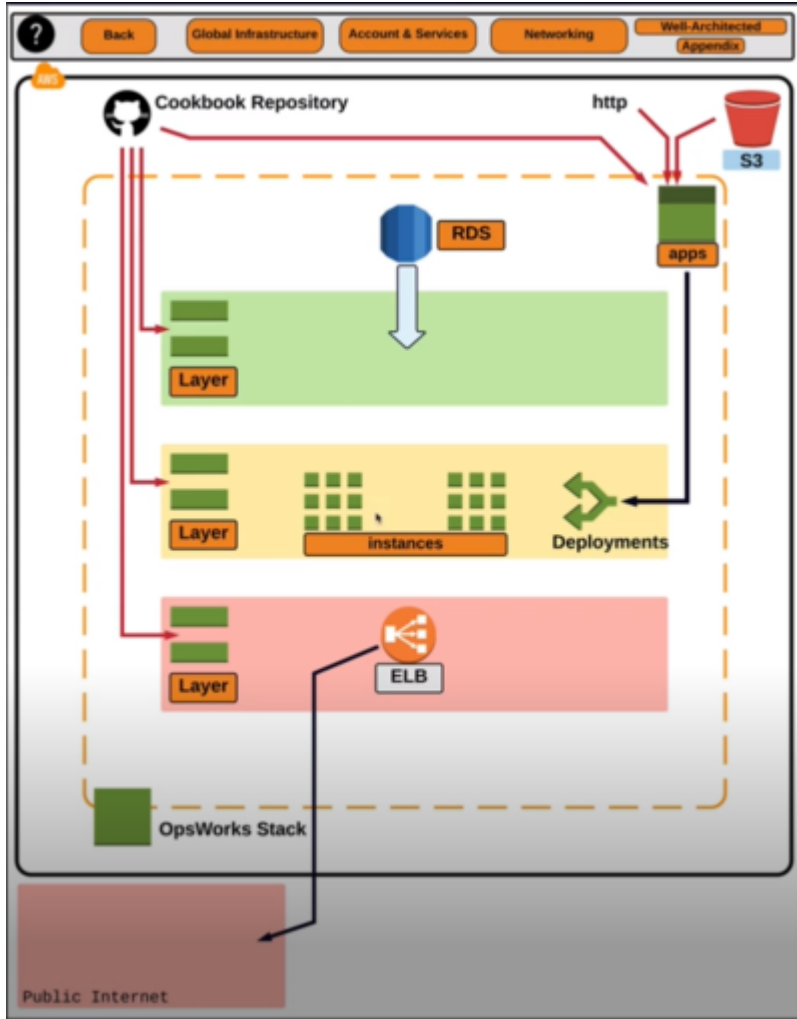 ?
Back
Global Infrastructure
Account & Services
Networking
Well-Architected
Appendix
AWS
Cookbook Repository
http
S3
RDS
apps
Layer
Layer
instances
Deployments
ELB
Layer
OpsWorks Stack
Public Internet